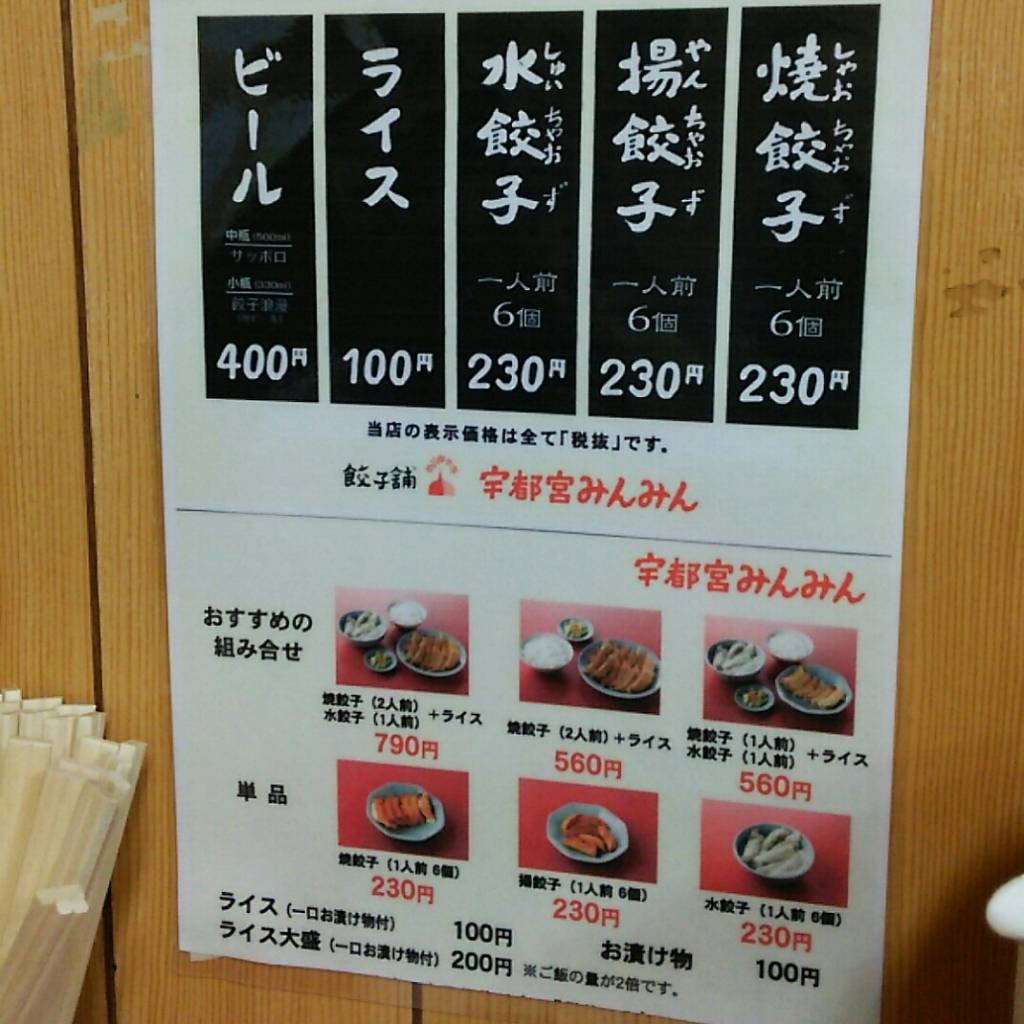 焼餃子
しゃおちゃおず
一人前
6個
230円
揚餃子
やんちゃおず
一人前
6個
230円
水餃子
しゅいちゃおず
一人前
6個
230円
ライス
100円
ビール
中瓶(500ml)
サッポロ
小瓶(330ml)
餃子浪漫
400円
当店の表示価格は全て「税抜」です。
餃子舗 宇都宮みんみん
宇都宮みんみん
おすすめの
組み合せ
焼餃子（2人前）
水餃子（1人前）
＋ライス
790円
焼餃子（2人前）＋ライス
560円
焼餃子（1人前）
水餃子（1人前）
＋ライス
560円
単品
焼餃子（1人前 6個）
230円
揚餃子（1人前 6個）
230円
水餃子（1人前 6個）
230円
ライス（一口お漬け物付） 100円
ライス大盛（一口お漬け物付） 200円
※ご飯の量が2倍です。
お漬け物 100円